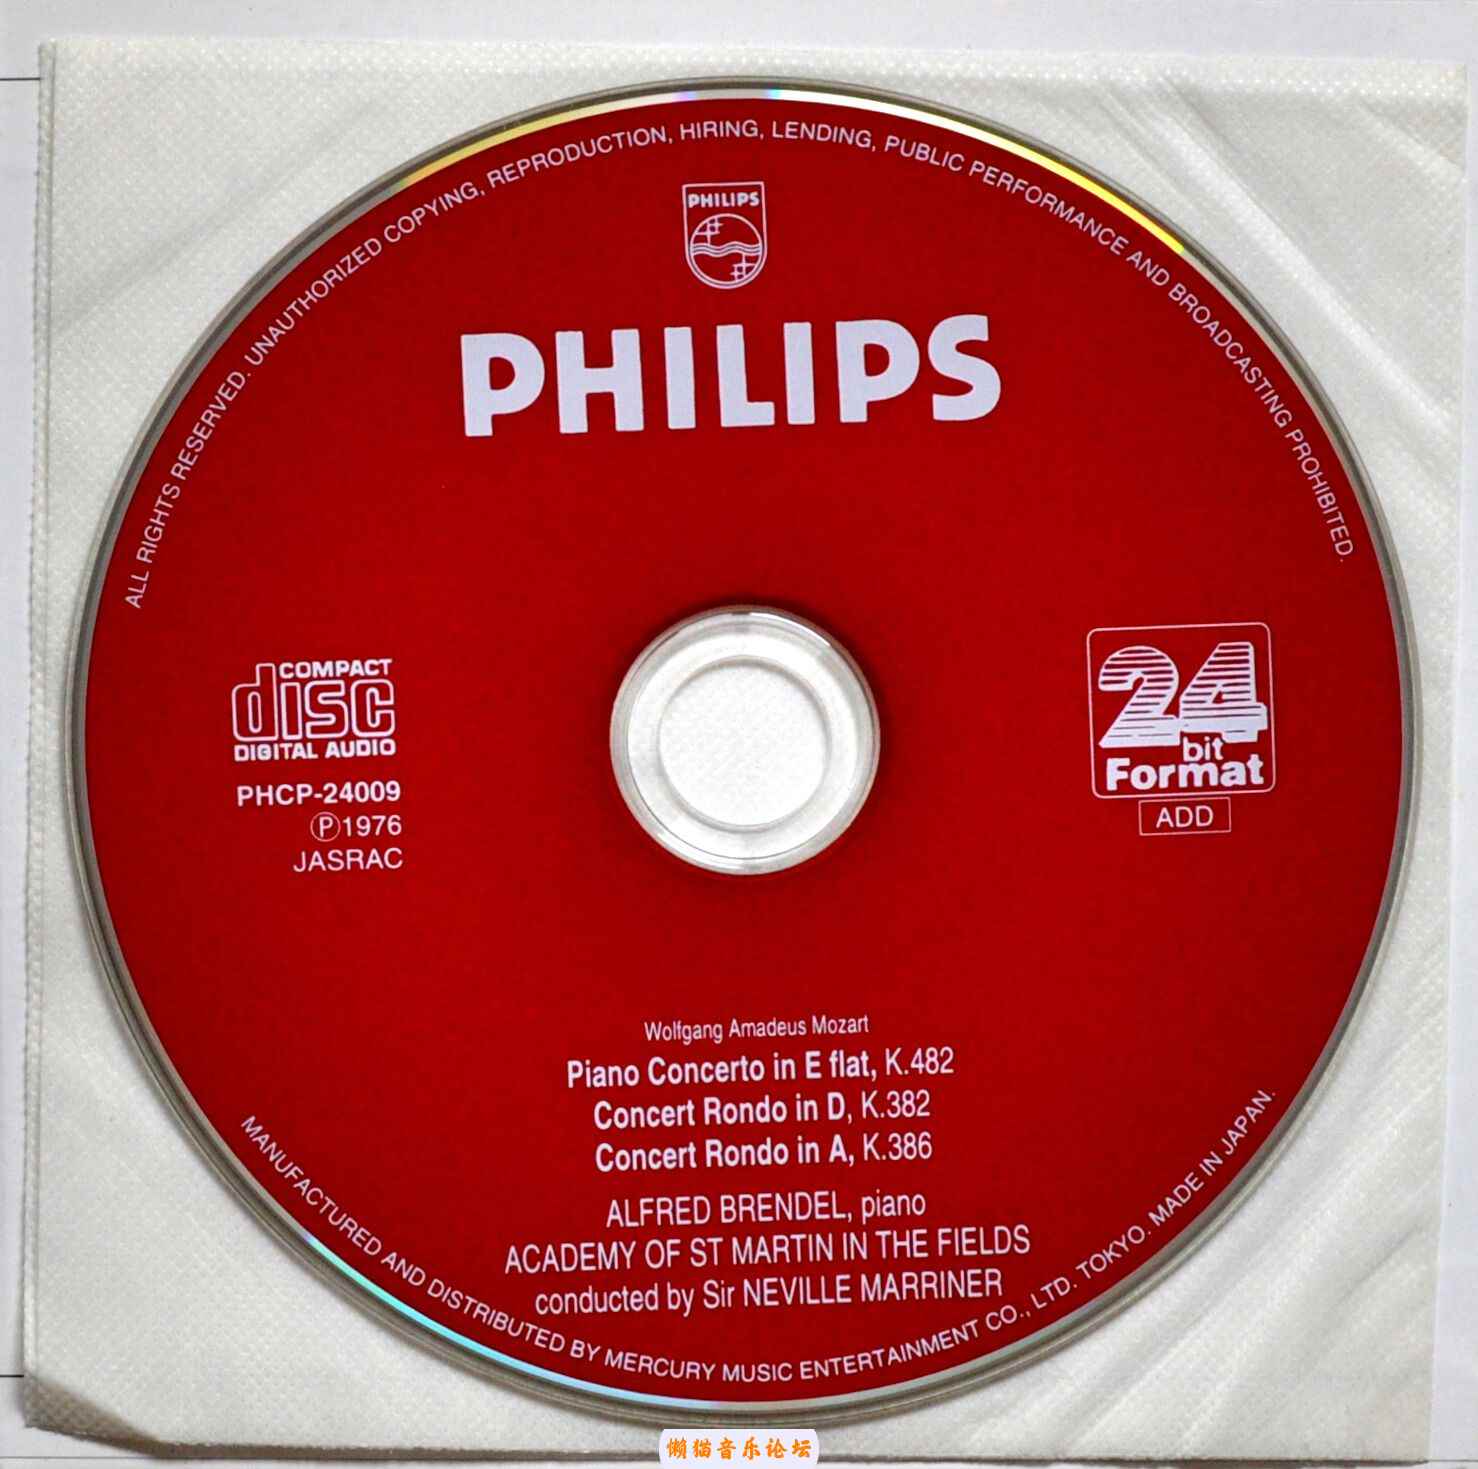 ALL RIGHTS RESERVED. UNAUTHORIZED COPYING, REPRODUCTION, HIRING, LENDING, PUBLIC PERFORMANCE AND BROADCASTING PROHIBITED.
PHILIPS
PHILIPS
COMPACT
disc
DIGITAL AUDIO
PHCP-24009
Ⓟ1976
JASRAC
24
bit
Format
ADD
Wolfgang Amadeus Mozart
Piano Concerto in E flat, K.482
Concert Rondo in D, K.382
Concert Rondo in A, K.386
ALFRED BRENDEL, piano
ACADEMY OF ST MARTIN IN THE FIELDS
conducted by Sir NEVILLE MARRINER
MANUFACTURED AND DISTRIBUTED BY MERCURY MUSIC ENTERTAINMENT CO., LTD. TOKYO. MADE IN JAPAN.
懒猫音乐论坛